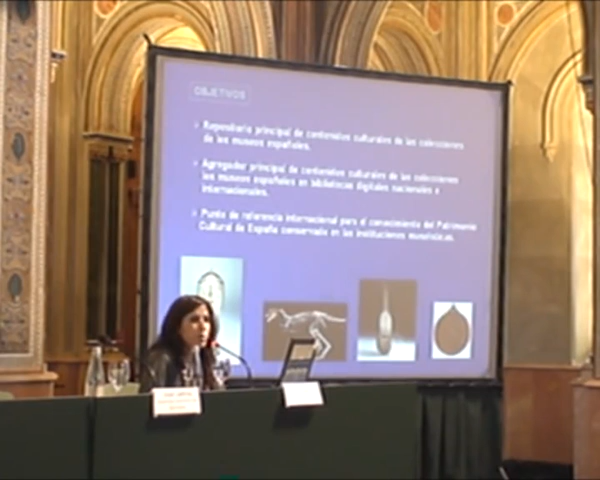 OBJETIVOS
Repositorio principal de contenidos culturales de las colecciones
de los museos españoles.
Agregador principal de contenidos culturales de las colecciones
los museos españoles en bibliotecas digitales nacionales e
internacionales.
Punto de referencia internacional para el conocimiento del Patrimonio
Cultural de España conservado en las instituciones museísticas.